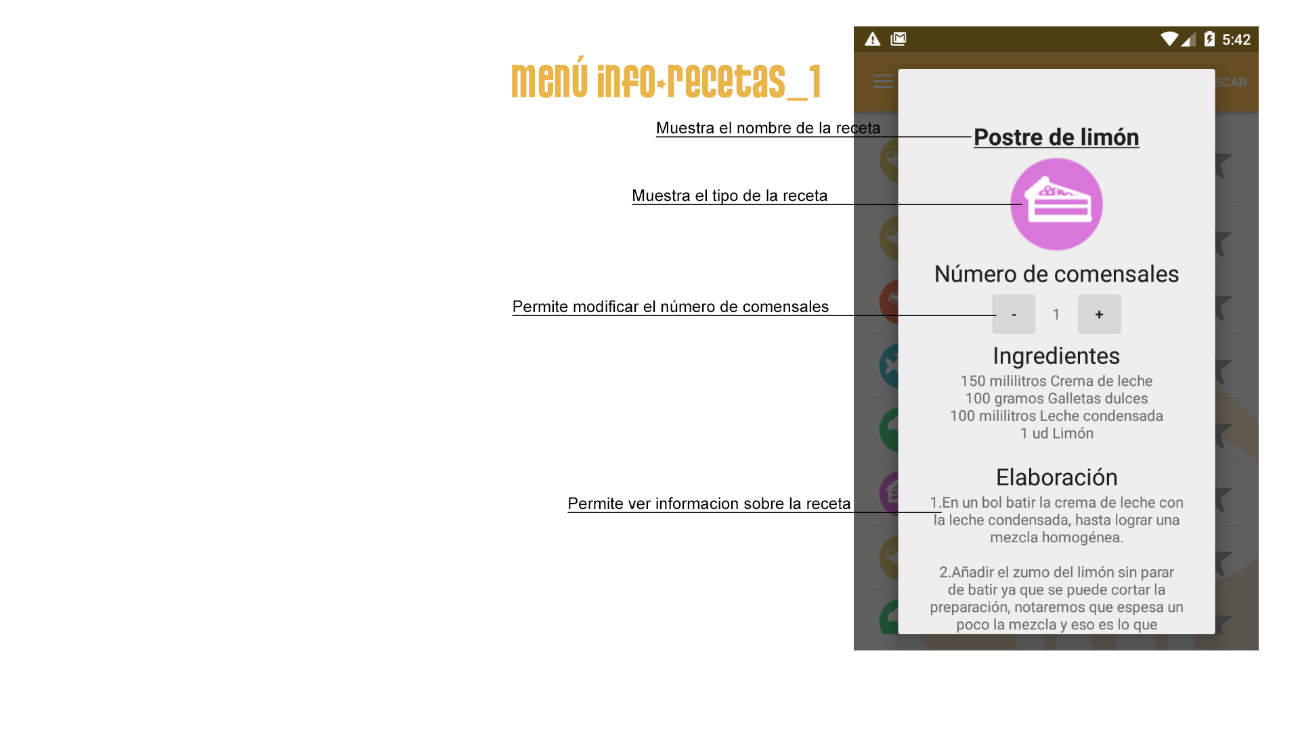 menú info·recetas_1
Muestra el nombre de la receta
Muestra el tipo de la receta
Permite modificar el número de comensales
Permite ver informacion sobre la receta
5:42
SCAR
Postre de limón
Número de comensales
- 1 +
Ingredientes
150 mililitros Crema de leche
100 gramos Galletas dulces
100 mililitros Leche condensada
1 ud Limón
Elaboración
1.En un bol batir la crema de leche con
la leche condensada, hasta lograr una
mezcla homogénea.
2.Añadir el zumo del limón sin parar
de batir ya que se puede cortar la
preparación, notaremos que espesa un
poco la mezcla y eso es lo que